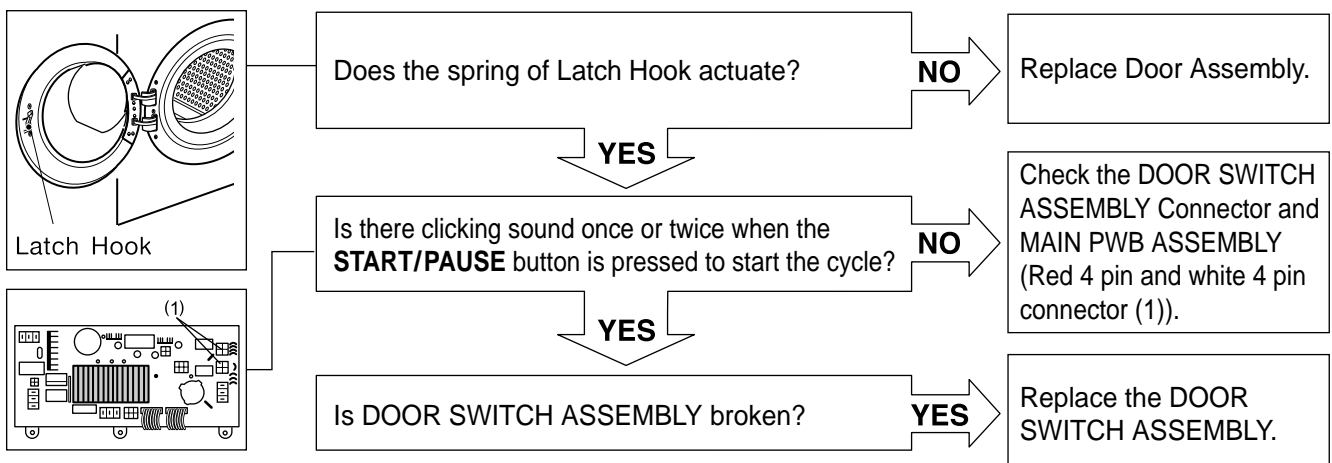 Latch Hook
(1)
Does the spring of Latch Hook actuate?
NO
Replace Door Assembly.
YES
Is there clicking sound once or twice when the
START/PAUSE button is pressed to start the cycle?
NO
Check the DOOR SWITCH
ASSEMBLY Connector and
MAIN PWB ASSEMBLY
(Red 4 pin and white 4 pin
connector (1)).
YES
Is DOOR SWITCH ASSEMBLY broken?
YES
Replace the DOOR
SWITCH ASSEMBLY.